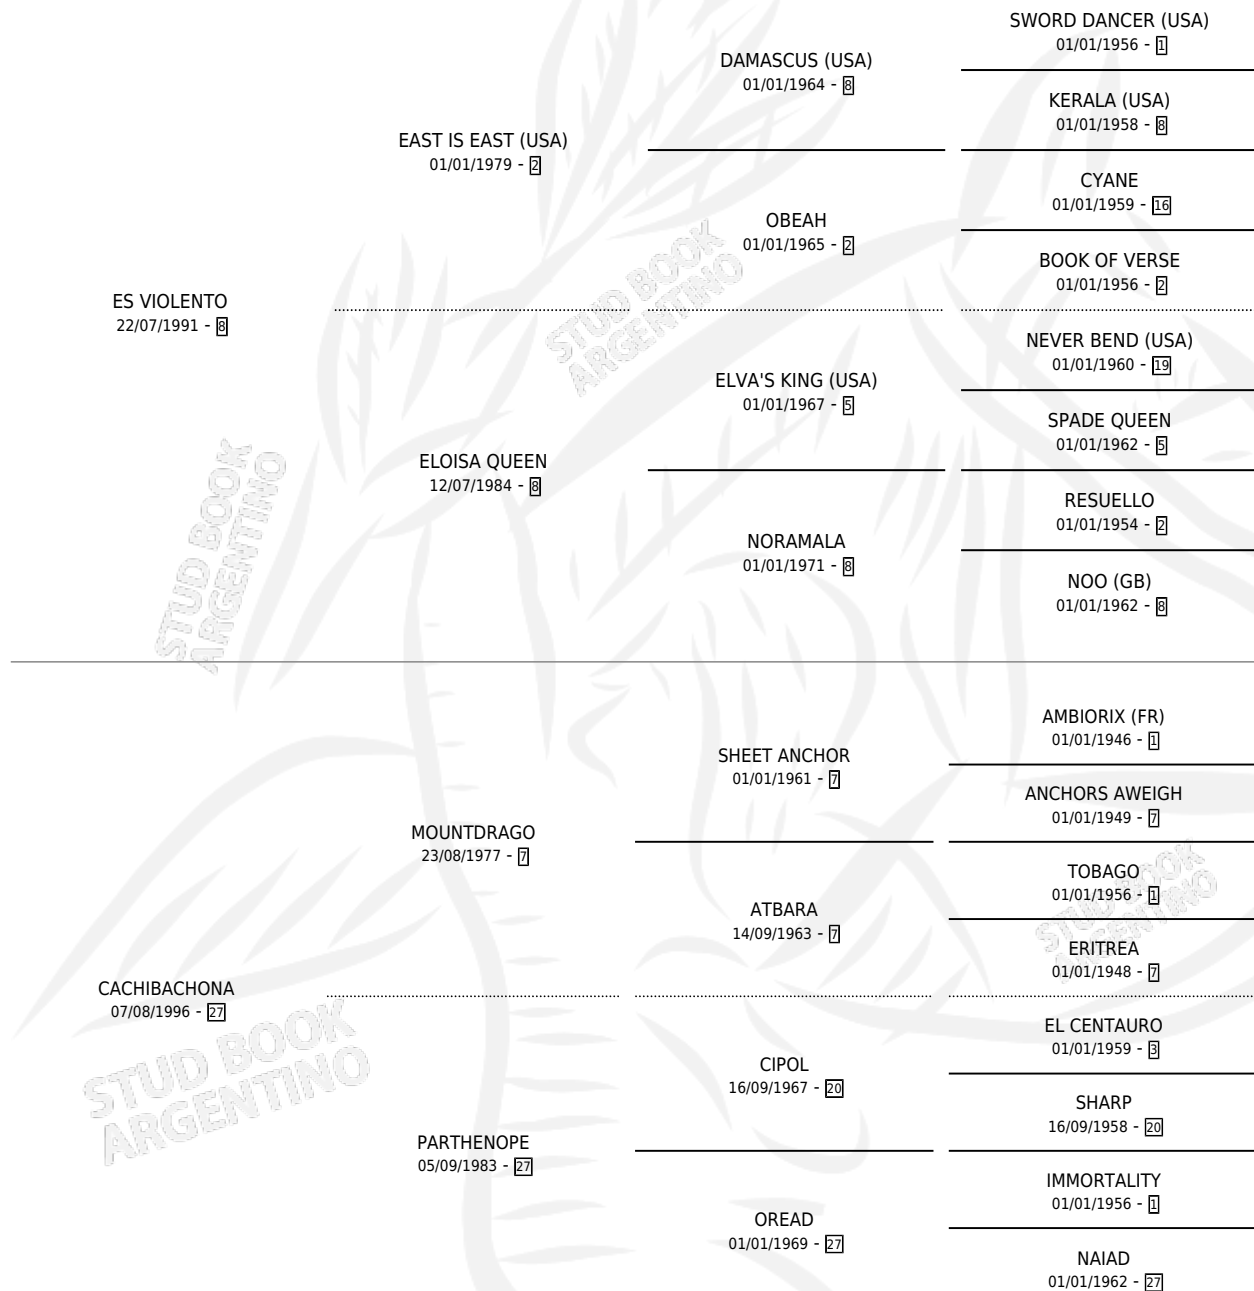 SWORD DANCER (USA)
01/01/1956 - 1
DAMASCUS (USA)
01/01/1964 - 8
KERALA (USA)
01/01/1958 - 8
EAST IS EAST (USA)
01/01/1979 - 2
CYANE
01/01/1959 - 16
OBEAH
01/01/1965 - 2
BOOK OF VERSE
01/01/1956 - 2
ES VIOLENTO
22/07/1991 - 8
STUD BOOK
ARGENTINO
NEVER BEND (USA)
01/01/1960 - 19
ELVA'S KING (USA)
01/01/1967 - 5
SPADE QUEEN
01/01/1962 - 5
ELOISA QUEEN
12/07/1984 - 8
RESUELLO
01/01/1954 - 2
NORAMALA
01/01/1971 - 8
NOO (GB)
01/01/1962 - 8
STUD BOOK
ARGENTINO
AMBIORIX (FR)
01/01/1946 - 1
SHEET ANCHOR
01/01/1961 - 7
ANCHORS AWEIGH
01/01/1949 - 7
MOUNTDRAGO
23/08/1977 - 7
TOBAGO
01/01/1956 - 1
ATBARA
14/09/1963 - 7
ERITREA
01/01/1948 - 7
STUD BOOK
ARGENTINO
CACHIBACHONA
07/08/1996 - 27
EL CENTAURO
01/01/1959 - 3
CIPOL
16/09/1967 - 20
SHARP
16/09/1958 - 20
STUD BOOK
ARGENTINO
PARTHENOPE
05/09/1983 - 27
IMMORTALITY
01/01/1956 - 1
OREAD
01/01/1969 - 27
NAIAD
01/01/1962 - 27